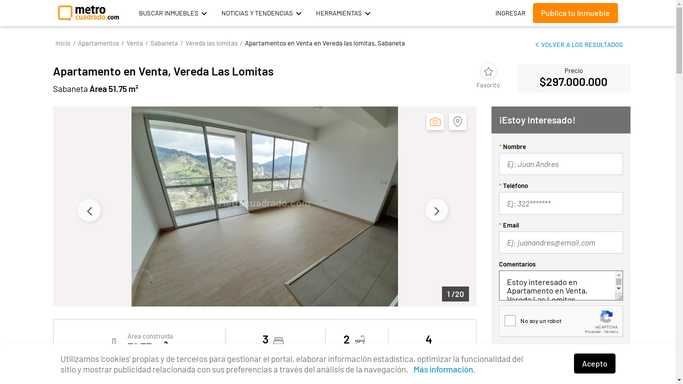 metro
cuadrado.com
BUSCAR INMUEBLES
NOTICIAS Y TENDENCIAS
HERRAMIENTAS
INGRESAR
Publica tu inmueble
Inicio / Apartamentos / Venta / Sabaneta / Vereda las lomitas / Apartamentos en Venta en Vereda las lomitas, Sabaneta
< VOLVER A LOS RESULTADOS
Apartamento en Venta, Vereda Las Lomitas
Sabaneta Área 51.75 m²
Favorito
Precio
$297.000.000
metrocuadrado.com
1 / 20
¡Estoy Interesado!
* Nombre
Ej: Juan Andres
* Teléfono
Ej: 322*******
* Email
Ej: juanandres@email.com
Comentarios
Estoy interesado en
Apartamento en Venta,
Vereda Las Lomitas
No soy un robot
reCAPTCHA
Privacidad - Términos
Área construida
3
2
4
Utilizamos 'cookies' propias y de terceros para gestionar el portal, elaborar información estadística, optimizar la funcionalidad del
sitio y mostrar publicidad relacionada con sus preferencias a través del análisis de la navegación. Más información.
Acepto